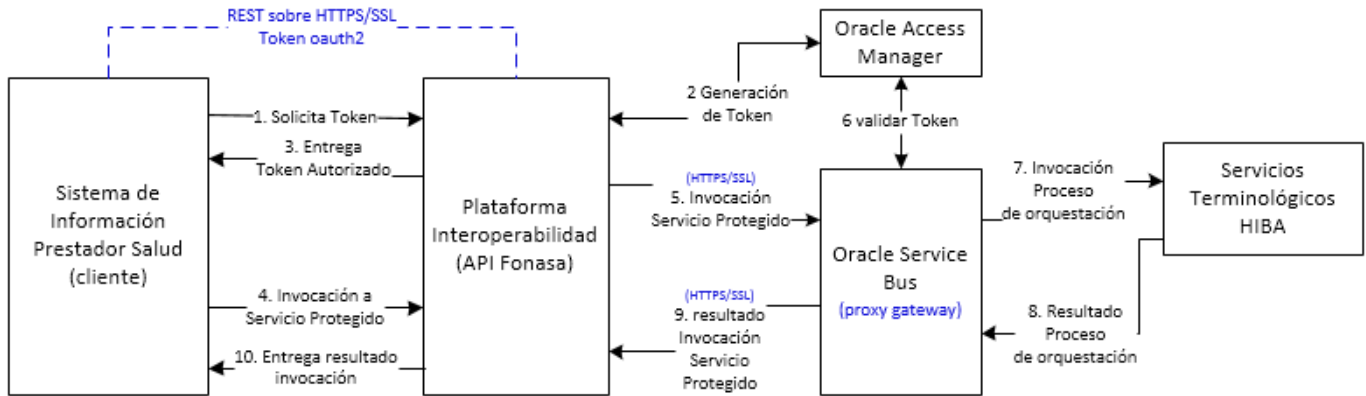 REST sobre HTTPS/SSL
Token oauth2
Oracle Access
Manager
1. Solicita Token
2 Generación
de Token
6 validar Token
3. Entrega
Token Autorizado
Sistema de
Información
Prestador Salud
(cliente)
Plataforma
Interoperabilidad
(API Fonasa)
(HTTPS/SSL)
5. Invocación
Servicio Protegido
7. Invocación
Proceso
de orquestación
Servicios
Terminológicos
HIBA
Oracle Service
Bus
(proxy gateway)
4. Invocación a
Servicio Protegido
(HTTPS/SSL)
9. resultado
Invocación
Servicio
Protegido
8. Resultado
Proceso
de orquestación
10. Entrega resultado
invocación